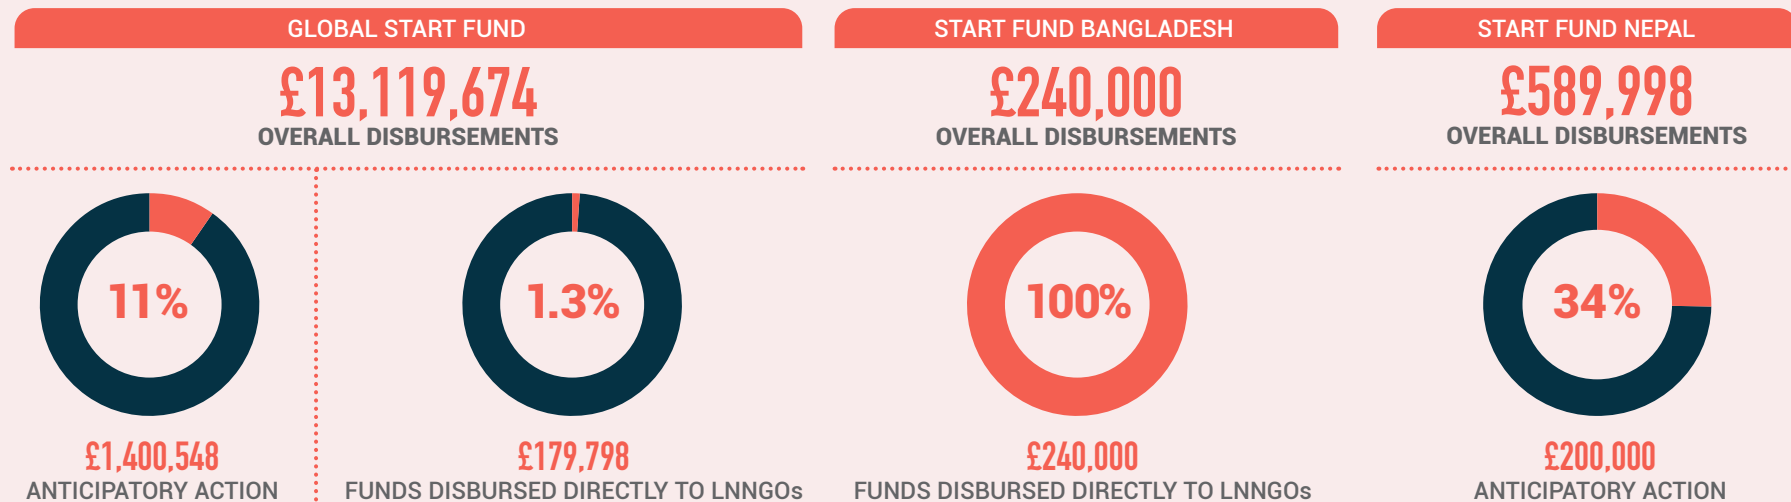 GLOBAL START FUND
£13,119,674
OVERALL DISBURSEMENTS
11%
£1,400,548
ANTICIPATORY ACTION
1.3%
£179,798
FUNDS DISBURSED DIRECTLY TO LNNGOs
START FUND BANGLADESH
£240,000
OVERALL DISBURSEMENTS
100%
£240,000
FUNDS DISBURSED DIRECTLY TO LNNGOs
START FUND NEPAL
£589,998
OVERALL DISBURSEMENTS
34%
£200,000
ANTICIPATORY ACTION